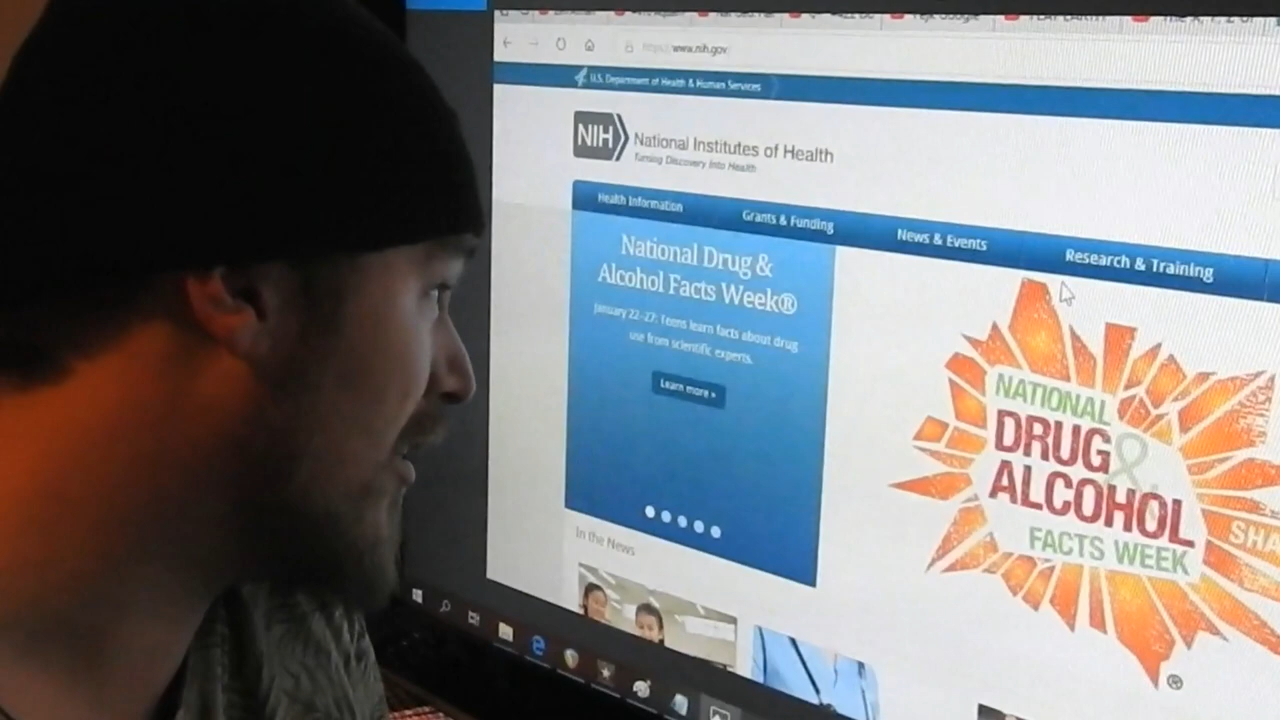 https://www.nih.gov
U.S. Department of Health & Human Services
NIH
National Institutes of Health
Turning Discovery Into Health
Health Information
Grants & Funding
News & Events
Research & Training
National Drug &
Alcohol Facts Week®
January 22–27: Teens learn facts about drug
use from scientific experts.
Learn more »
NATIONAL
DRUG &
ALCOHOL
FACTS WEEK
SHA
®
In the News